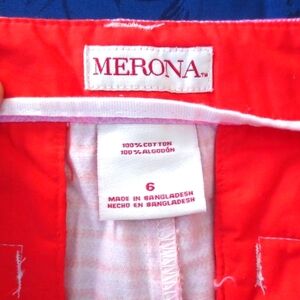 MERONA™
100% COTTON
100% ALGODÓN
6
MADE IN BANGLADESH
HECHO EN BANGLADESH